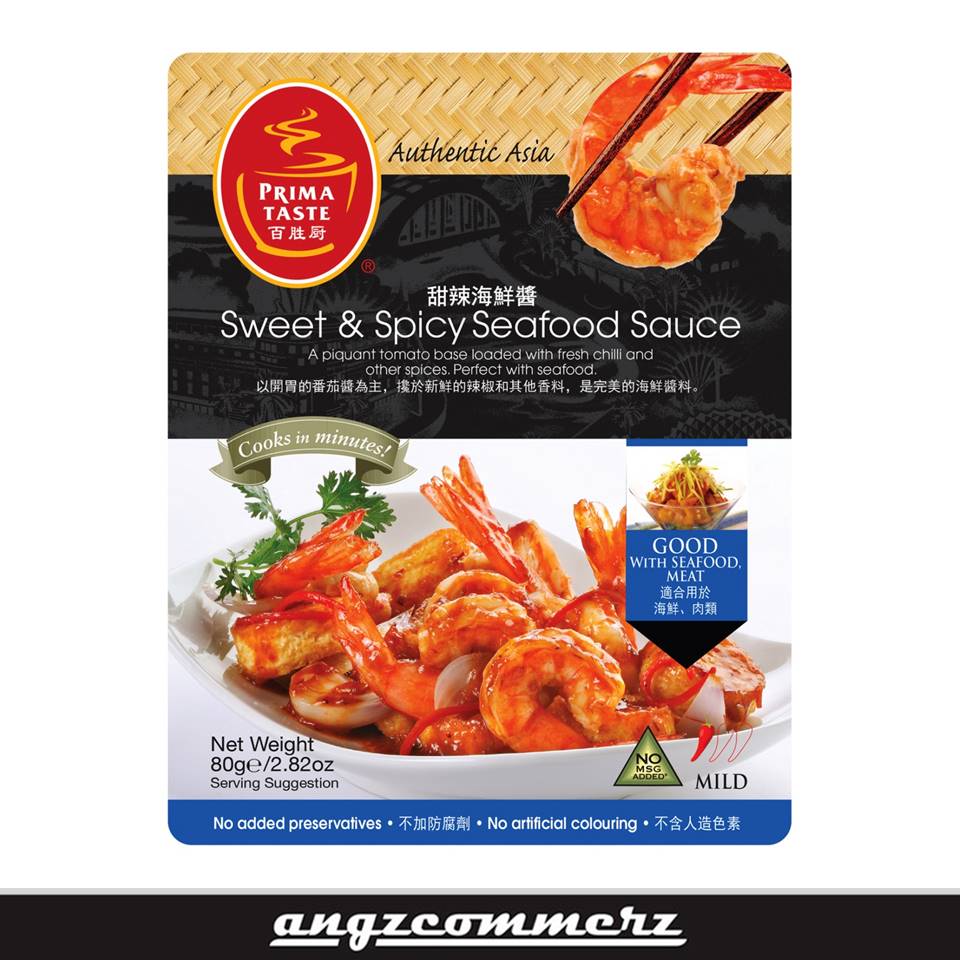 Authentic Asia
PRIMA
TASTE
百胜厨
®
甜辣海鮮醬
Sweet & Spicy Seafood Sauce
A piquant tomato base loaded with fresh chilli and
other spices. Perfect with seafood.
以開胃的番茄醬為主，攙於新鮮的辣椒和其他香料，是完美的海鮮醬料。
Cooks in minutes!
GOOD
WITH SEAFOOD,
MEAT
適合用於
海鮮、肉類
Net Weight
80g℮/2.82oz
Serving Suggestion
NO
MSG
ADDED*
MILD
No added preservatives • 不加防腐劑 • No artificial colouring • 不含人造色素
angzcommerz